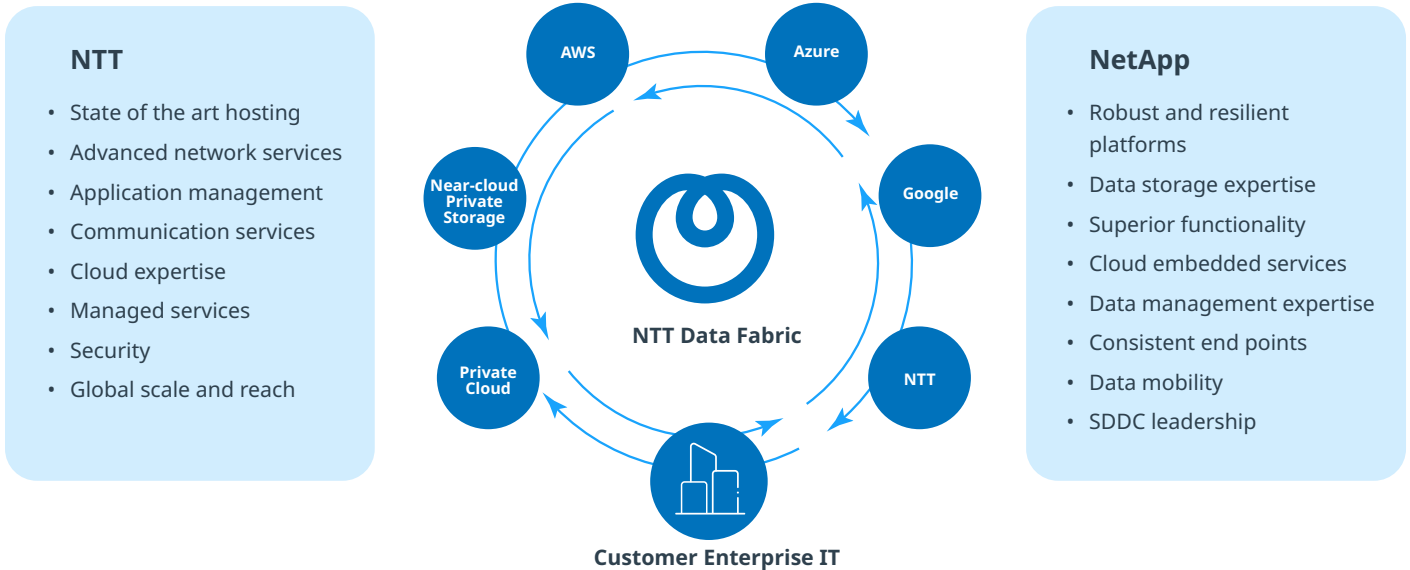 NTT
• State of the art hosting
• Advanced network services
• Application management
• Communication services
• Cloud expertise
• Managed services
• Security
• Global scale and reach
AWS
Azure
Near-cloud
Private
Storage
Google
NTT Data Fabric
Private
Cloud
NTT
Customer Enterprise IT
NetApp
• Robust and resilient
platforms
• Data storage expertise
• Superior functionality
• Cloud embedded services
• Data management expertise
• Consistent end points
• Data mobility
• SDDC leadership